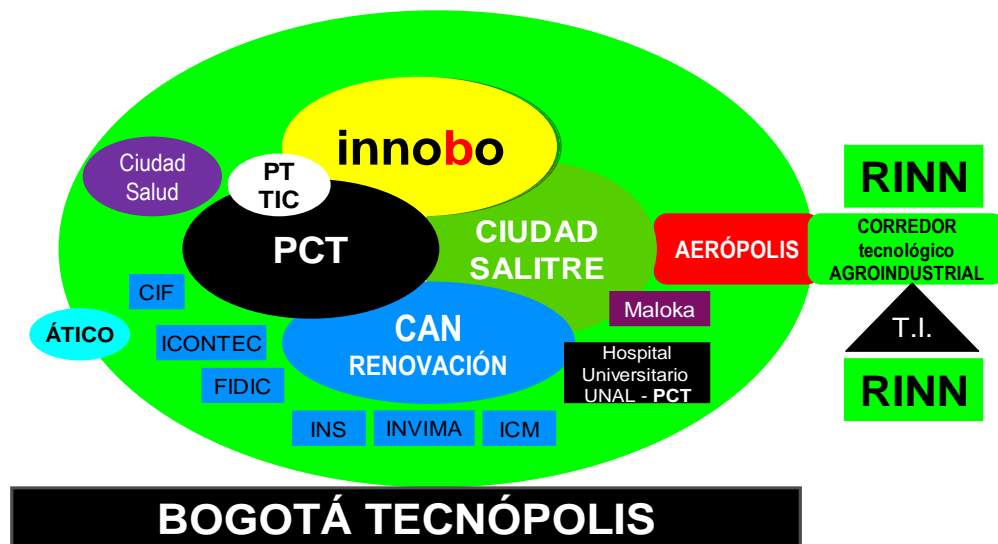 innobo
Ciudad
Salud
PT
TIC
PCT
CIUDAD
SALITRE
AERÓPOLIS
RINN
CORREDOR
tecnológico
AGROINDUSTRIAL
T.I.
RINN
CIF
Maloka
ÁTICO
ICONTEC
CAN
RENOVACIÓN
Hospital
Universitario
UNAL - PCT
FIDIC
INS
INVIMA
ICM
BOGOTÁ TECNÓPOLIS